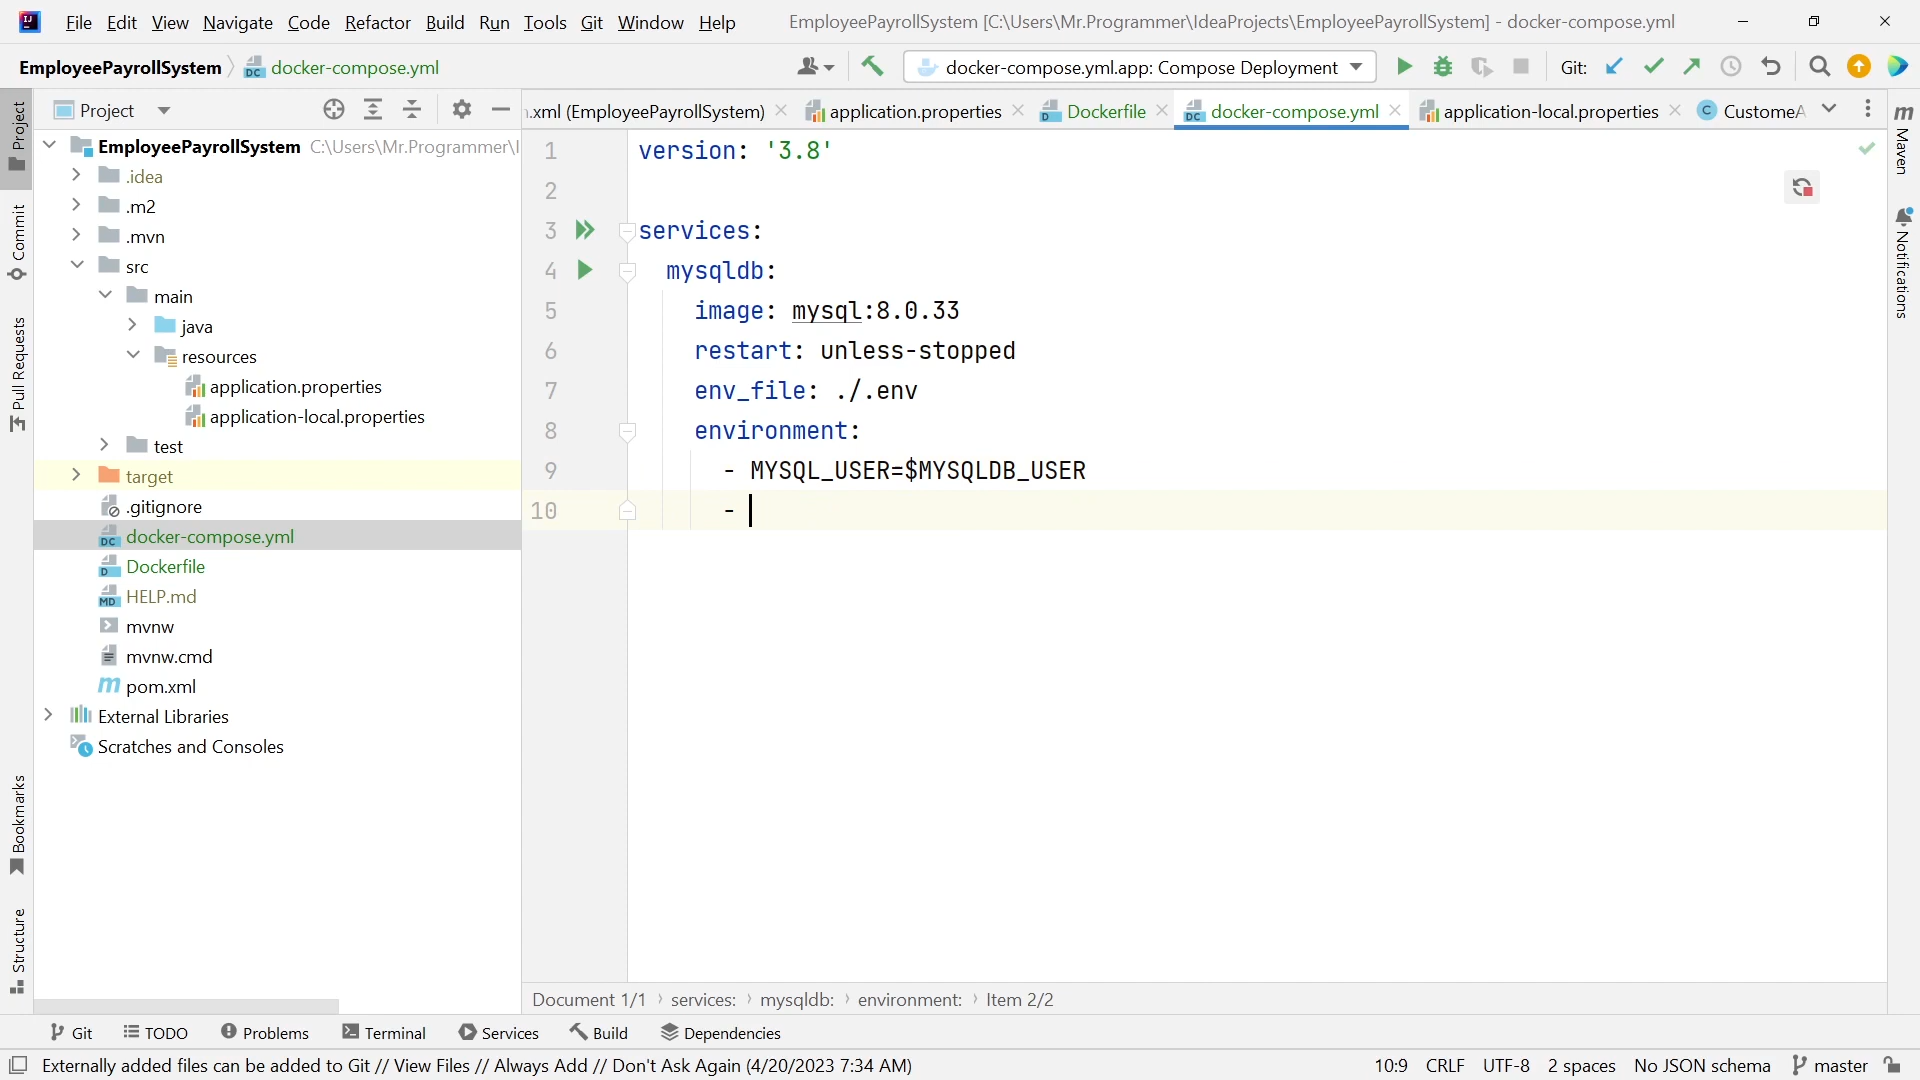 File Edit View Navigate Code Refactor Build Run Tools Git Window Help EmployeePayrollSystem [C:\Users\Mr.Programmer\IdeaProjects\EmployeePayrollSystem] - docker-compose.yml
EmployeePayrollSystem docker-compose.yml docker-compose.yml.app: Compose Deployment Git:
Project .xml (EmployeePayrollSystem) application.properties Dockerfile docker-compose.yml application-local.properties CustomeA
EmployeePayrollSystem C:\Users\Mr.Programmer\I
.idea
.m2
.mvn
src
main
java
resources
application.properties
application-local.properties
test
target
.gitignore
docker-compose.yml
Dockerfile
HELP.md
mvnw
mvnw.cmd
pom.xml
External Libraries
Scratches and Consoles
1 version: '3.8'
2
3 services:
4 mysqldb:
5 image: mysql:8.0.33
6 restart: unless-stopped
7 env_file: ./.env
8 environment:
9 - MYSQL_USER=$MYSQLDB_USER
10 -
Project
Commit
Pull Requests
Bookmarks
Structure
Maven
Notifications
Document 1/1 services: mysqldb: environment: Item 2/2
Git TODO Problems Terminal Services Build Dependencies
Externally added files can be added to Git // View Files // Always Add // Don't Ask Again (4/20/2023 7:34 AM) 10:9 CRLF UTF-8 2 spaces No JSON schema master